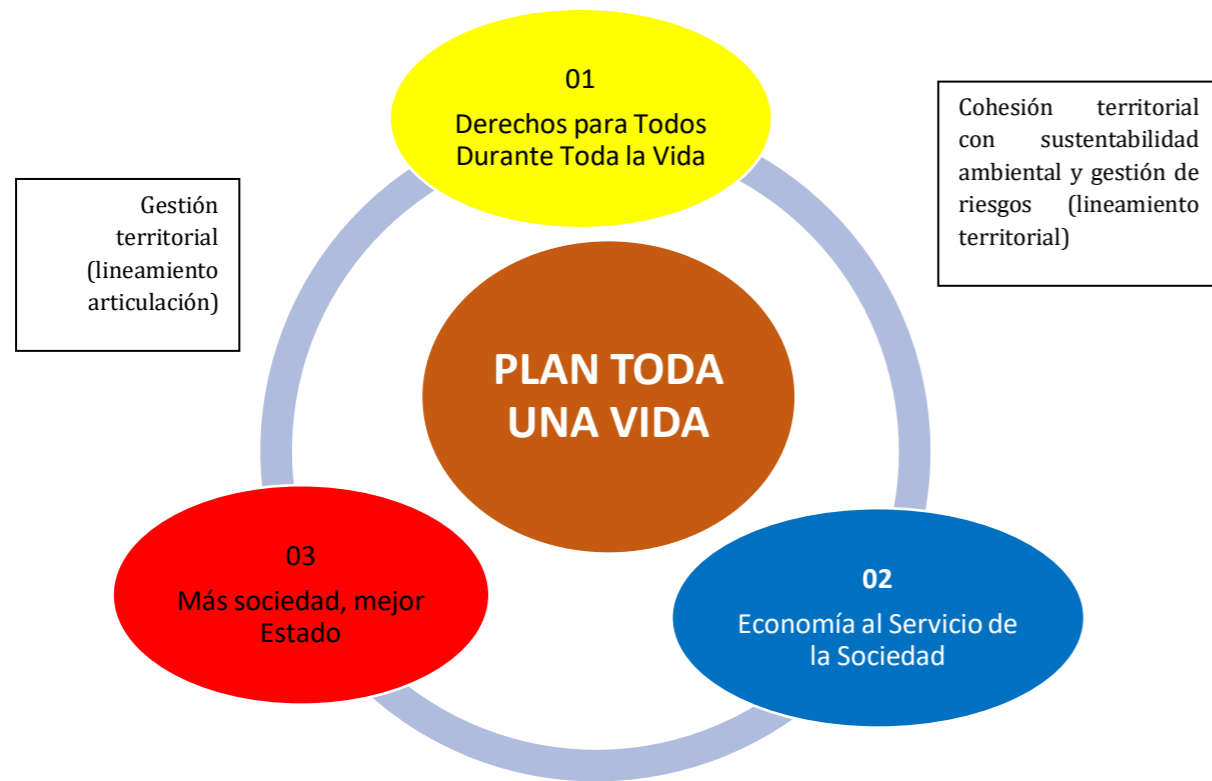 01
Derechos para Todos
Durante Toda la Vida
Cohesión territorial
con sustentabilidad
ambiental y gestión de
riesgos (lineamiento
territorial)
Gestión
territorial
(lineamiento
articulación)
PLAN TODA
UNA VIDA
03
Más sociedad, mejor
Estado
02
Economía al Servicio de
la Sociedad